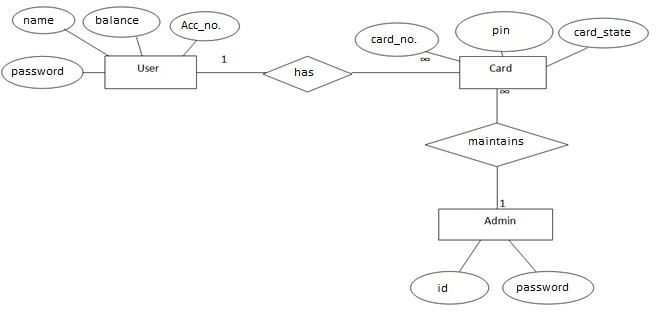 name
balance
Acc_no.
password
User
1
has
card_no.
pin
card_state
∞
Card
∞
maintains
1
Admin
id
password